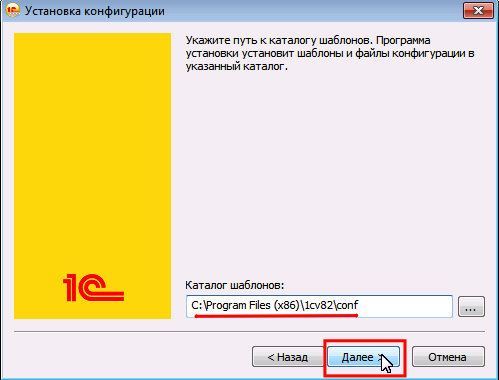 Установка конфигурации
Укажите путь к каталогу шаблонов. Программа
установки установит шаблоны и файлы конфигурации в
указанный каталог.
1С
Каталог шаблонов:
C:\Program Files (x86)\1cv82\conf
...
< Назад
Далее >
Отмена